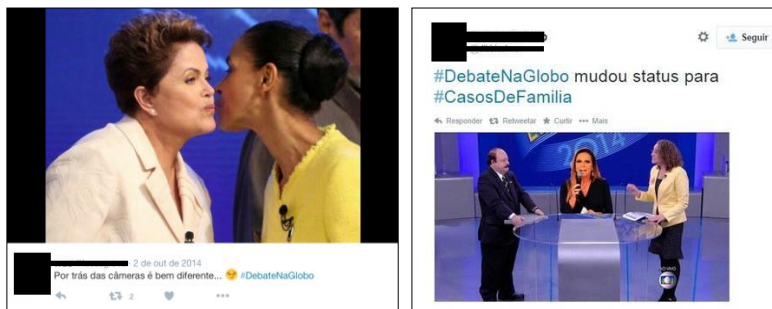 2 de out de 2014
Por trás das câmeras é bem diferente... #DebateNaGlobo
2
Seguir
#DebateNaGlobo mudou status para
#CasosDeFamilia
Responder Retweetar Curtir Mais
2014